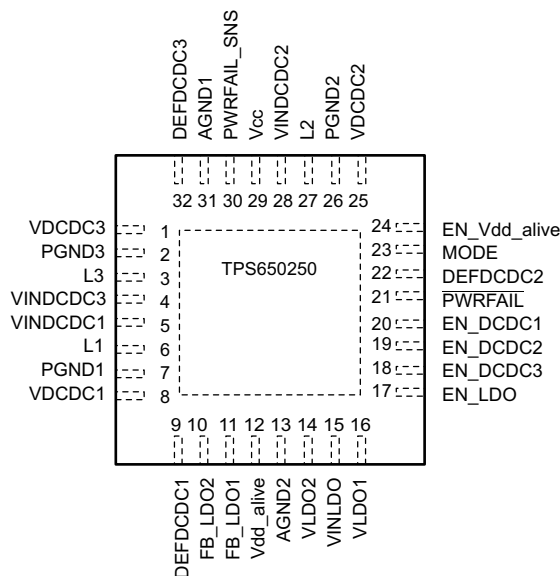 DEFDCDC3
AGND1
PWRFAIL_SNS
Vcc
VINDCDC2
L2
PGND2
VDCDC2
32 31 30 29 28 27 26 25
VDCDC3 1
PGND3 2
L3 3
VINDCDC3 4
VINDCDC1 5
L1 6
PGND1 7
VDCDC1 8
TPS650250
24 EN_Vdd_alive
23 MODE
22 DEFDCDC2
21 PWRFAIL
20 EN_DCDC1
19 EN_DCDC2
18 EN_DCDC3
17 EN_LDO
9 10 11 12 13 14 15 16
DEFDCDC1
FB_LDO2
FB_LDO1
Vdd_alive
AGND2
VLDO2
VINLDO
VLDO1